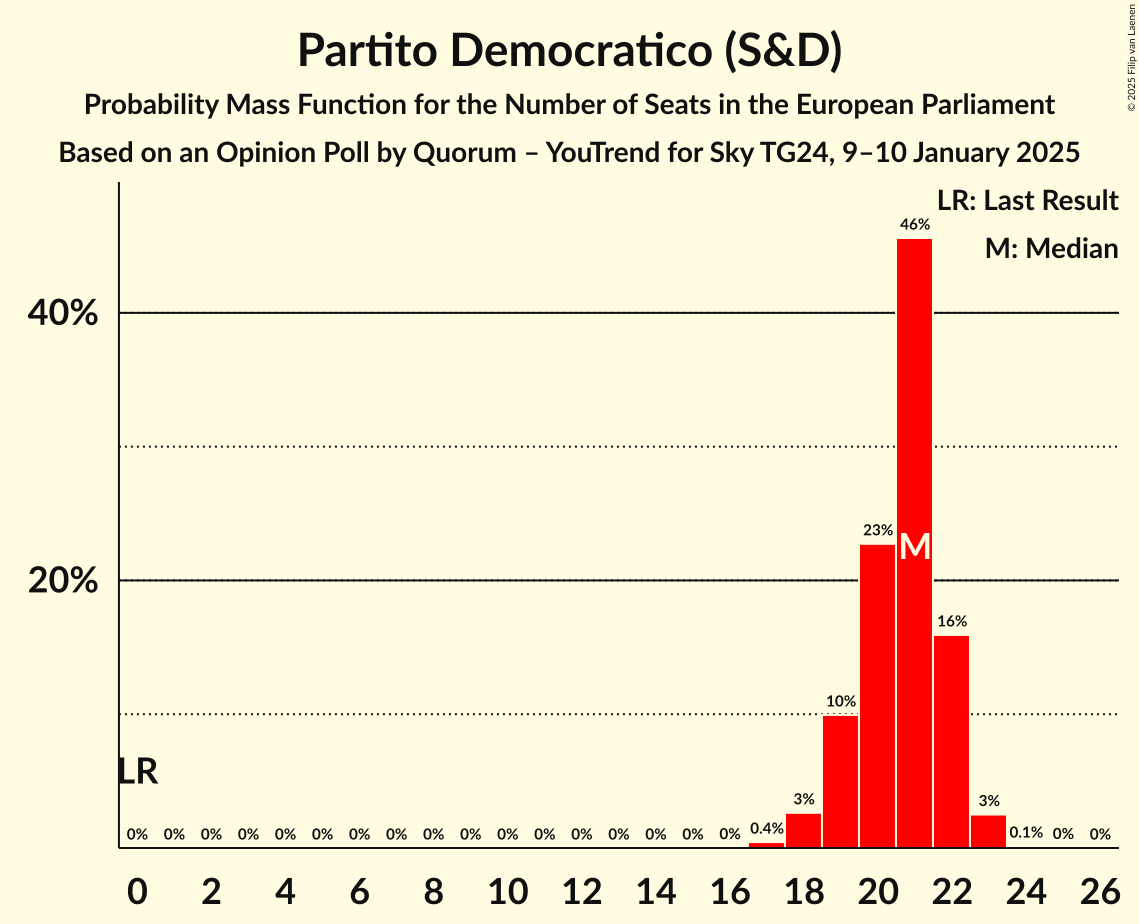 Partito Democratico (S&D)
Probability Mass Function for the Number of Seats in the European Parliament
Based on an Opinion Poll by Quorum – YouTrend for Sky TG24, 9–10 January 2025
© 2025 Filip van Laenen
LR: Last Result
M: Median
40%
20%
LR
M
0% 0% 0% 0% 0% 0% 0% 0% 0% 0% 0% 0% 0% 0% 0% 0% 0% 0.4% 3% 10% 23% 46% 16% 3% 0.1% 0% 0%
0 2 4 6 8 10 12 14 16 18 20 22 24 26